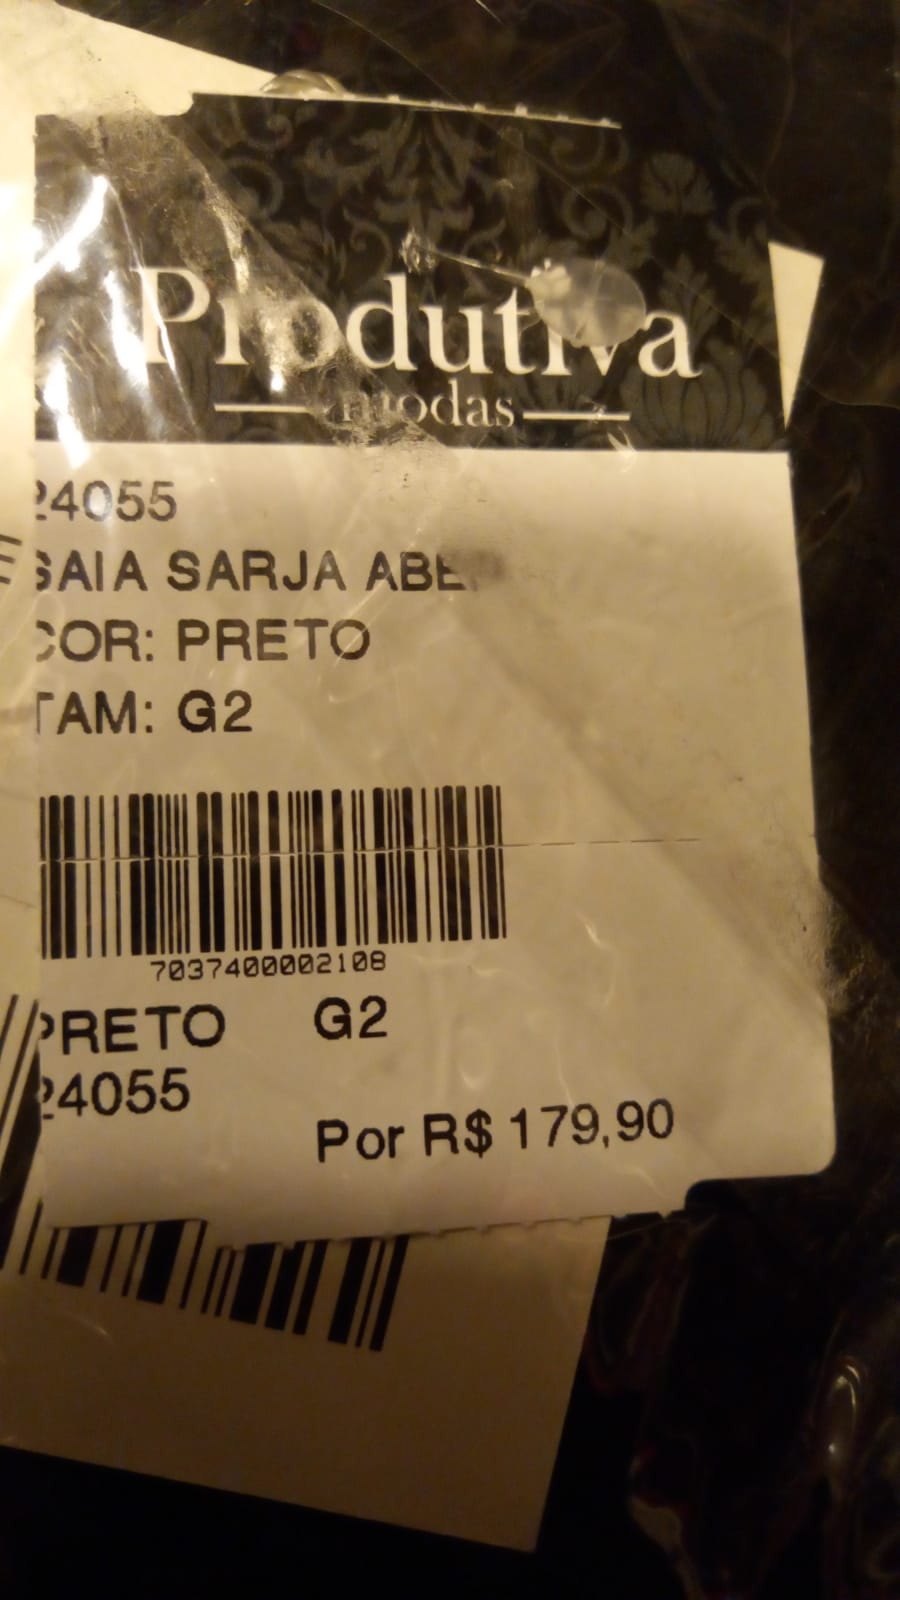 Produtiva
modas
24055
SAIA SARJA ABE
COR: PRETO
TAM: G2
7037400002108
PRETO G2
24055
Por R$ 179,90